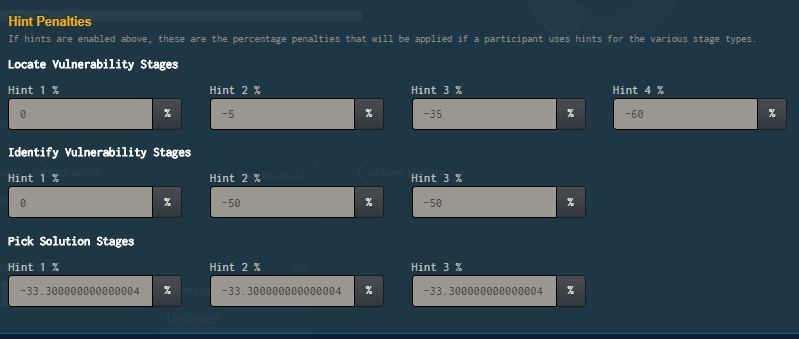 Hint Penalties
If hints are enabled above, these are the percentage penalties that will be applied if a participant uses hints for the various stage types.
Locate Vulnerability Stages
Hint 1 % Hint 2 % Hint 3 % Hint 4 %
0 % -5 % -35 % -60 %
Identify Vulnerability Stages
Hint 1 % Hint 2 % Hint 3 %
0 % -50 % -50 %
Pick Solution Stages
Hint 1 % Hint 2 % Hint 3 %
-33.300000000000004 % -33.300000000000004 % -33.300000000000004 %
Unlimited